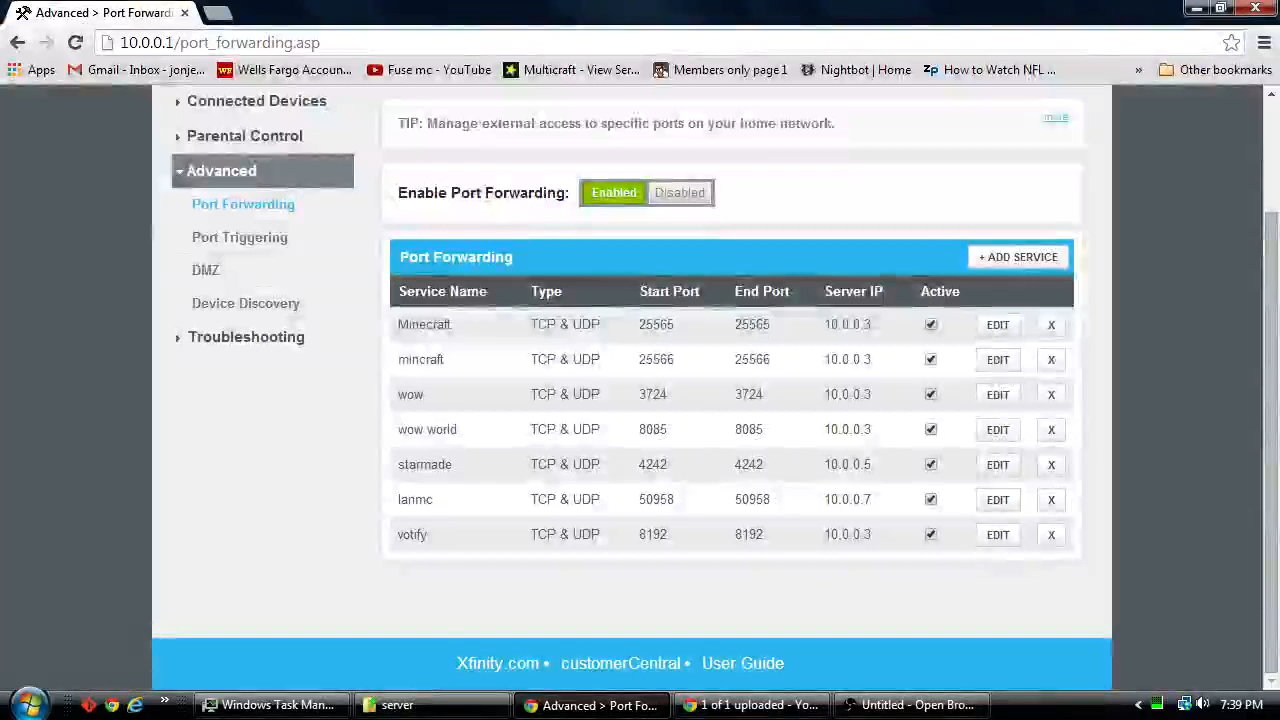 Advanced > Port Forwardi
10.0.0.1/port_forwarding.asp
Apps Gmail - Inbox - jonje... Wells Fargo Accoun... Fuse mc - YouTube Multicraft - View Ser... Members only page 1 Nightbot | Home How to Watch NFL ... » Other bookmarks
Connected Devices
TIP: Manage external access to specific ports on your home network.
more
Parental Control
Advanced
Enable Port Forwarding: Enabled Disabled
Port Forwarding
Port Triggering
DMZ
Device Discovery
Troubleshooting
Port Forwarding + ADD SERVICE
Service Name Type Start Port End Port Server IP Active
Minecraft TCP & UDP 25565 25565 10.0.0.3 EDIT X
mincraft TCP & UDP 25566 25566 10.0.0.3 EDIT X
wow TCP & UDP 3724 3724 10.0.0.3 EDIT X
wow world TCP & UDP 8085 8085 10.0.0.3 EDIT X
starmade TCP & UDP 4242 4242 10.0.0.5 EDIT X
lanmc TCP & UDP 50958 50958 10.0.0.7 EDIT X
votify TCP & UDP 8192 8192 10.0.0.3 EDIT X
Xfinity.com • customerCentral • User Guide
» Windows Task Man... server Advanced > Port Fo... 1 of 1 uploaded - Yo... Untitled - Open Bro... 7:39 PM